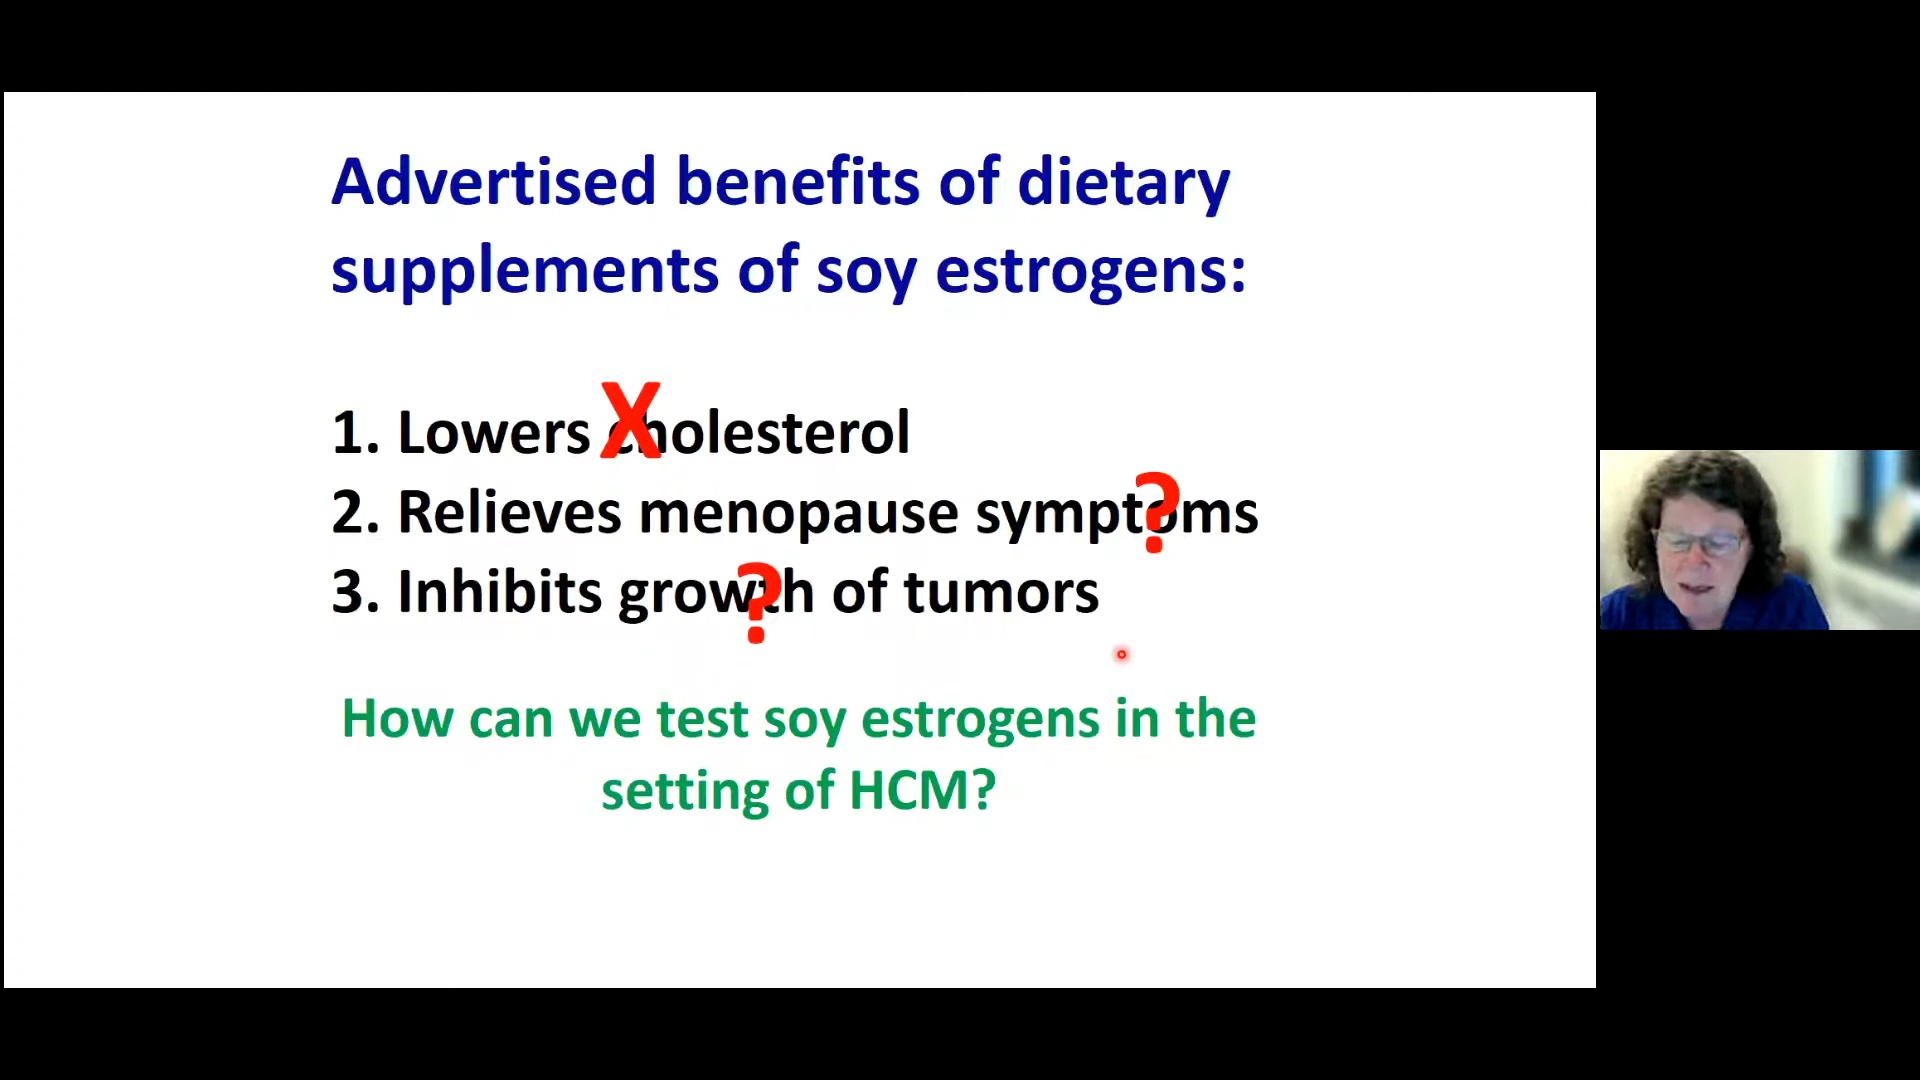 Advertised benefits of dietary
supplements of soy estrogens:
1. Lowers cholesterol
X
2. Relieves menopause symptoms
?
3. Inhibits growth of tumors
?
How can we test soy estrogens in the
setting of HCM?